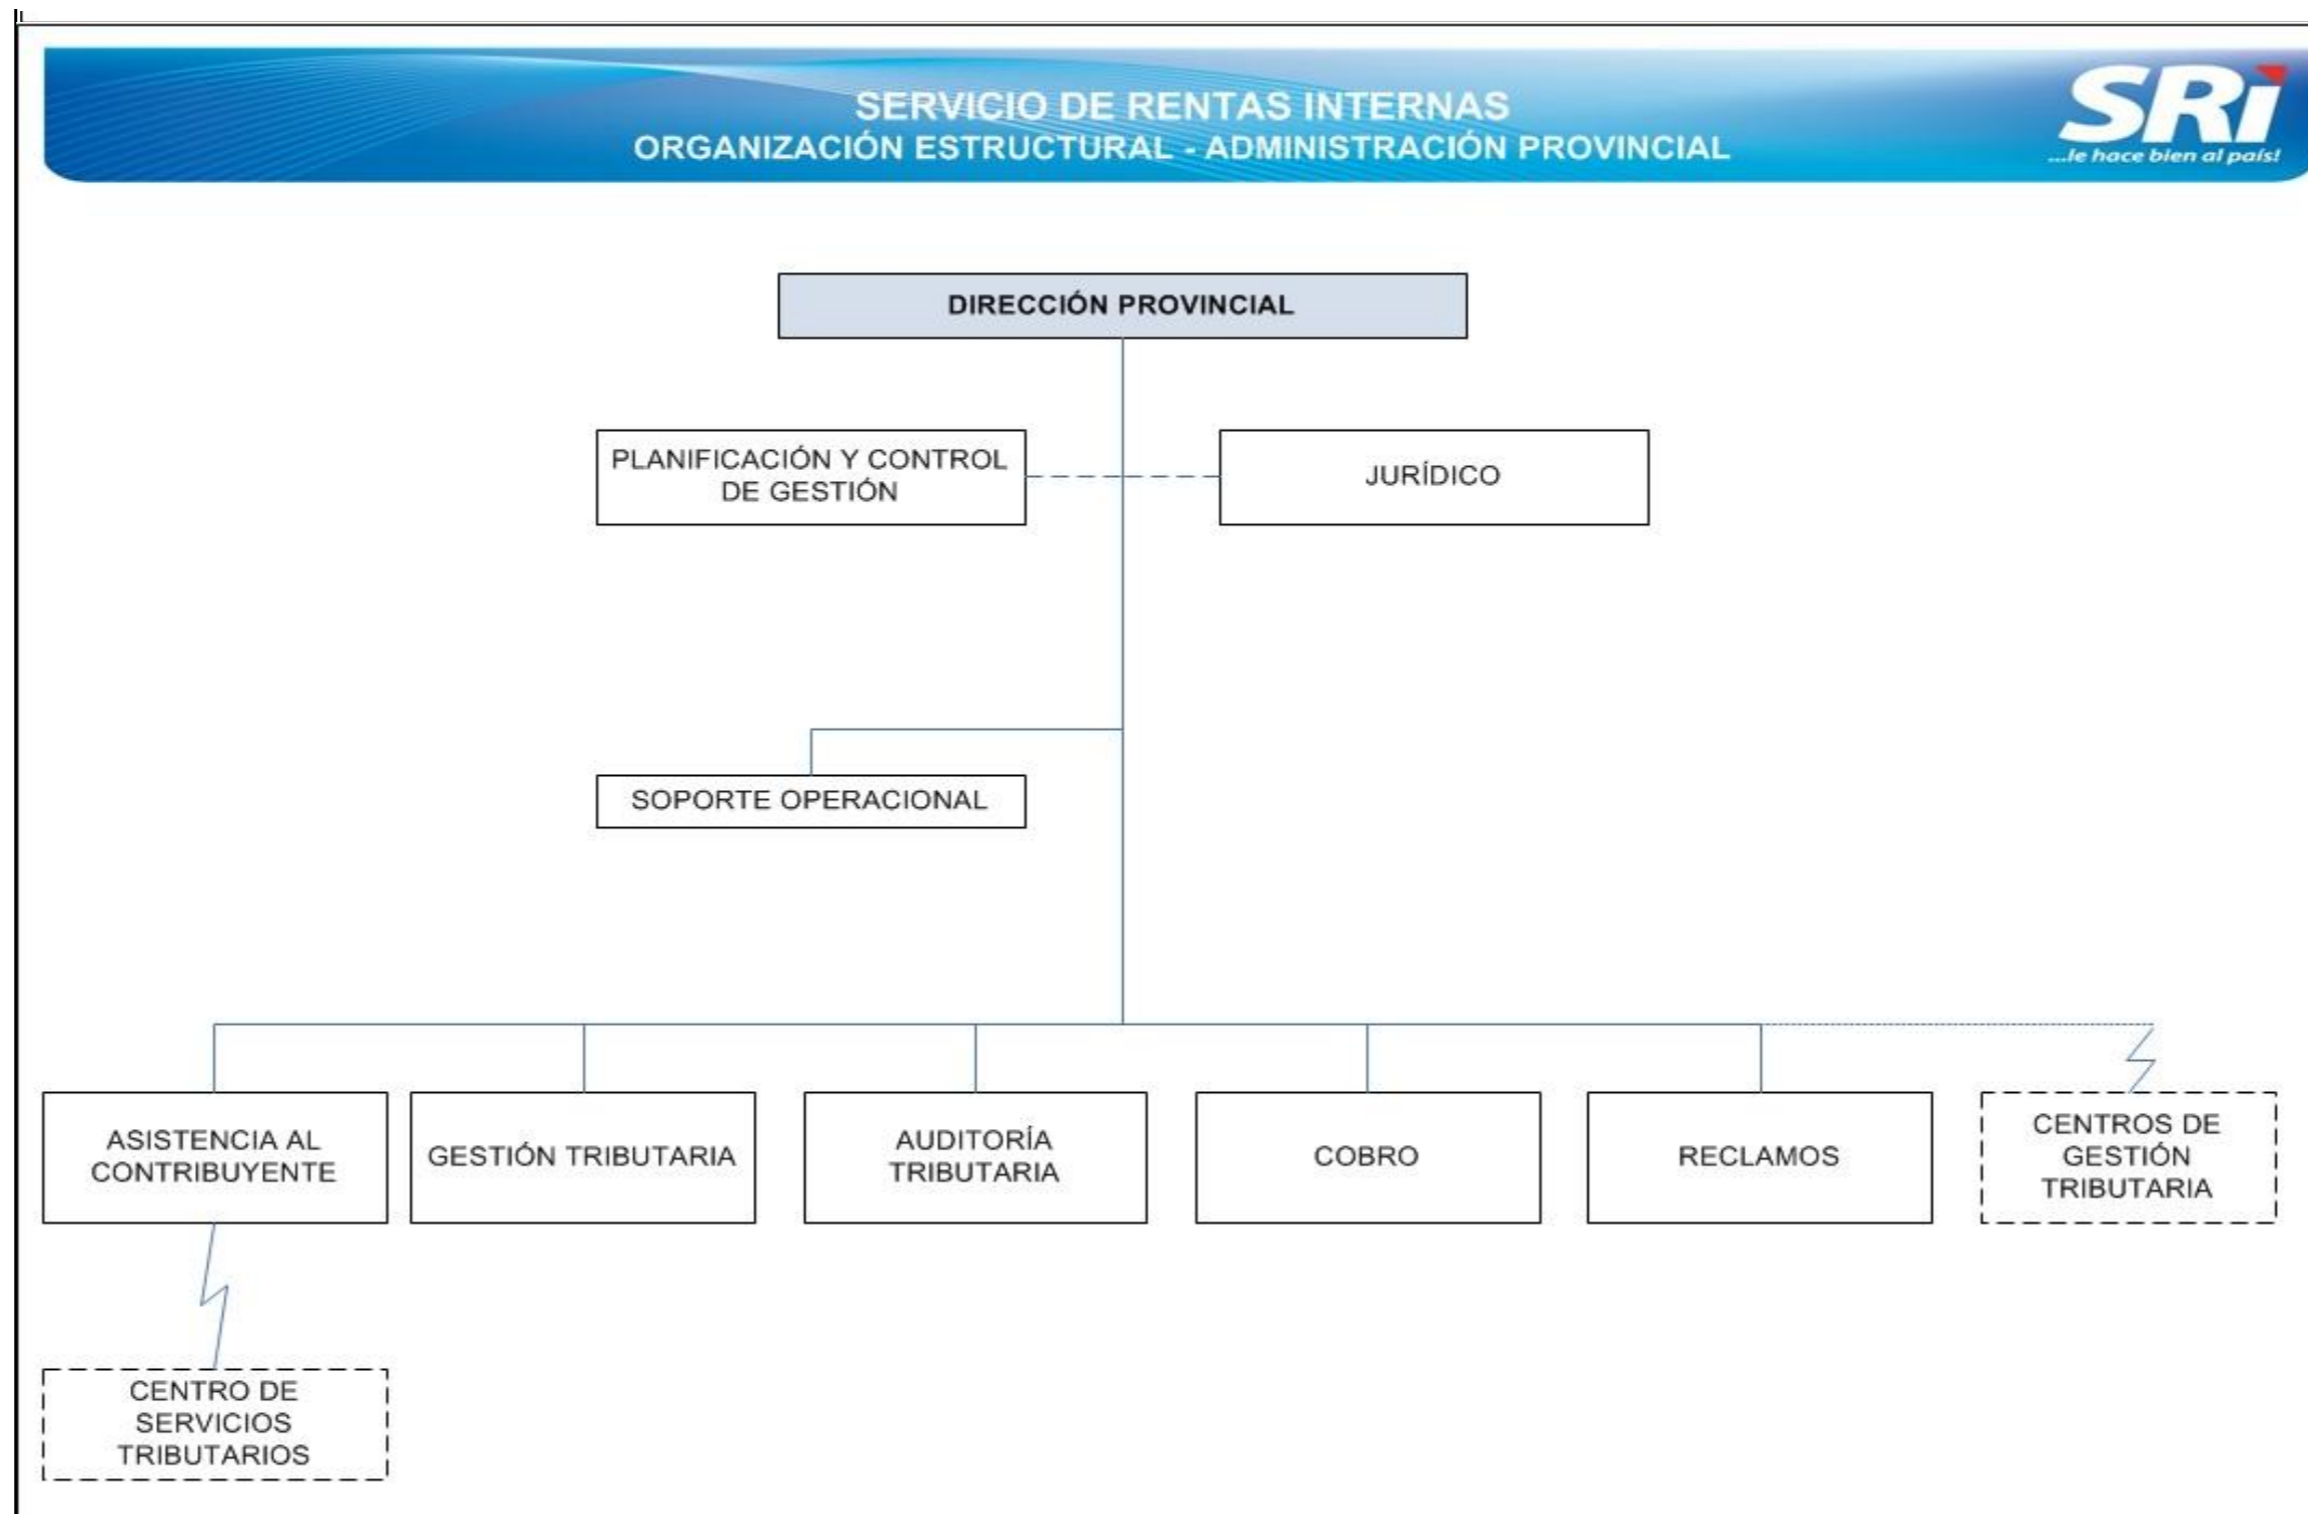 SERVICIO DE RENTAS INTERNAS
ORGANIZACIÓN ESTRUCTURAL - ADMINISTRACIÓN PROVINCIAL
SRi
...le hace bien al país!
DIRECCIÓN PROVINCIAL
PLANIFICACIÓN Y CONTROL
DE GESTIÓN
JURÍDICO
SOPORTE OPERACIONAL
ASISTENCIA AL
CONTRIBUYENTE
GESTIÓN TRIBUTARIA
AUDITORÍA
TRIBUTARIA
COBRO
RECLAMOS
CENTROS DE
GESTIÓN
TRIBUTARIA
CENTRO DE
SERVICIOS
TRIBUTARIOS